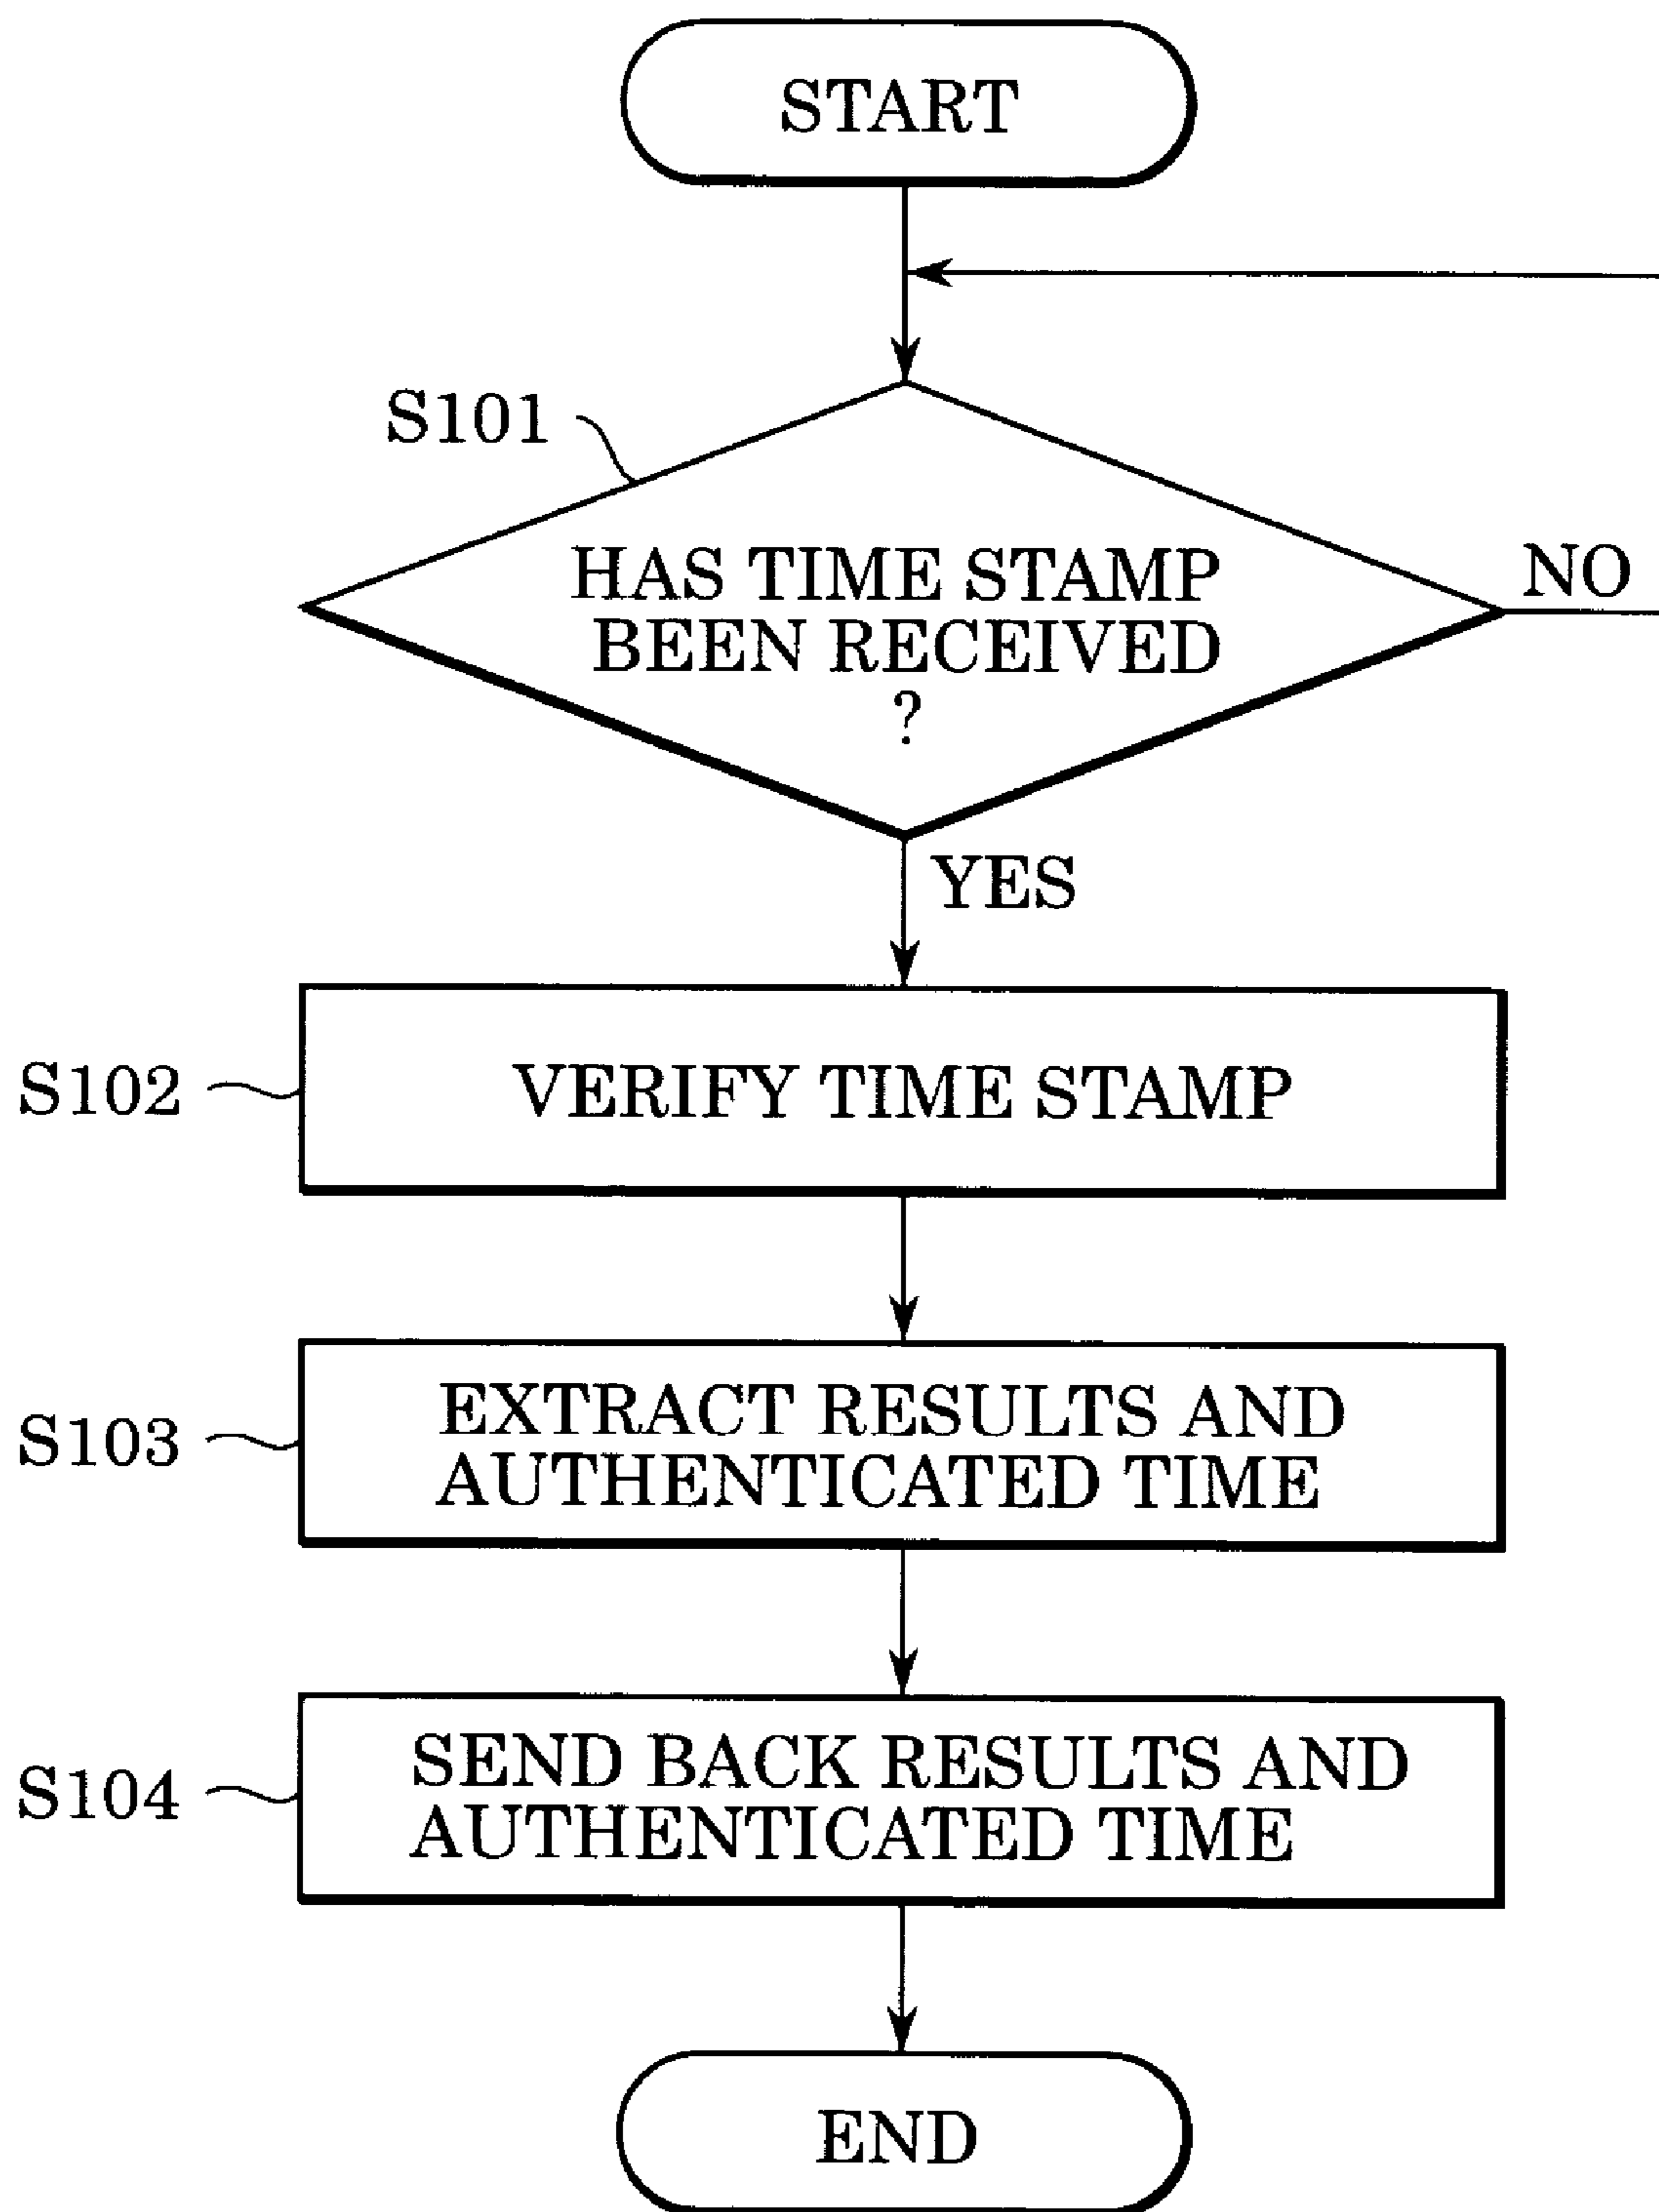 START
S101
HAS TIME STAMP
BEEN RECEIVED
?
NO
YES
S102
VERIFY TIME STAMP
S103
EXTRACT RESULTS AND
AUTHENTICATED TIME
S104
SEND BACK RESULTS AND
AUTHENTICATED TIME
END